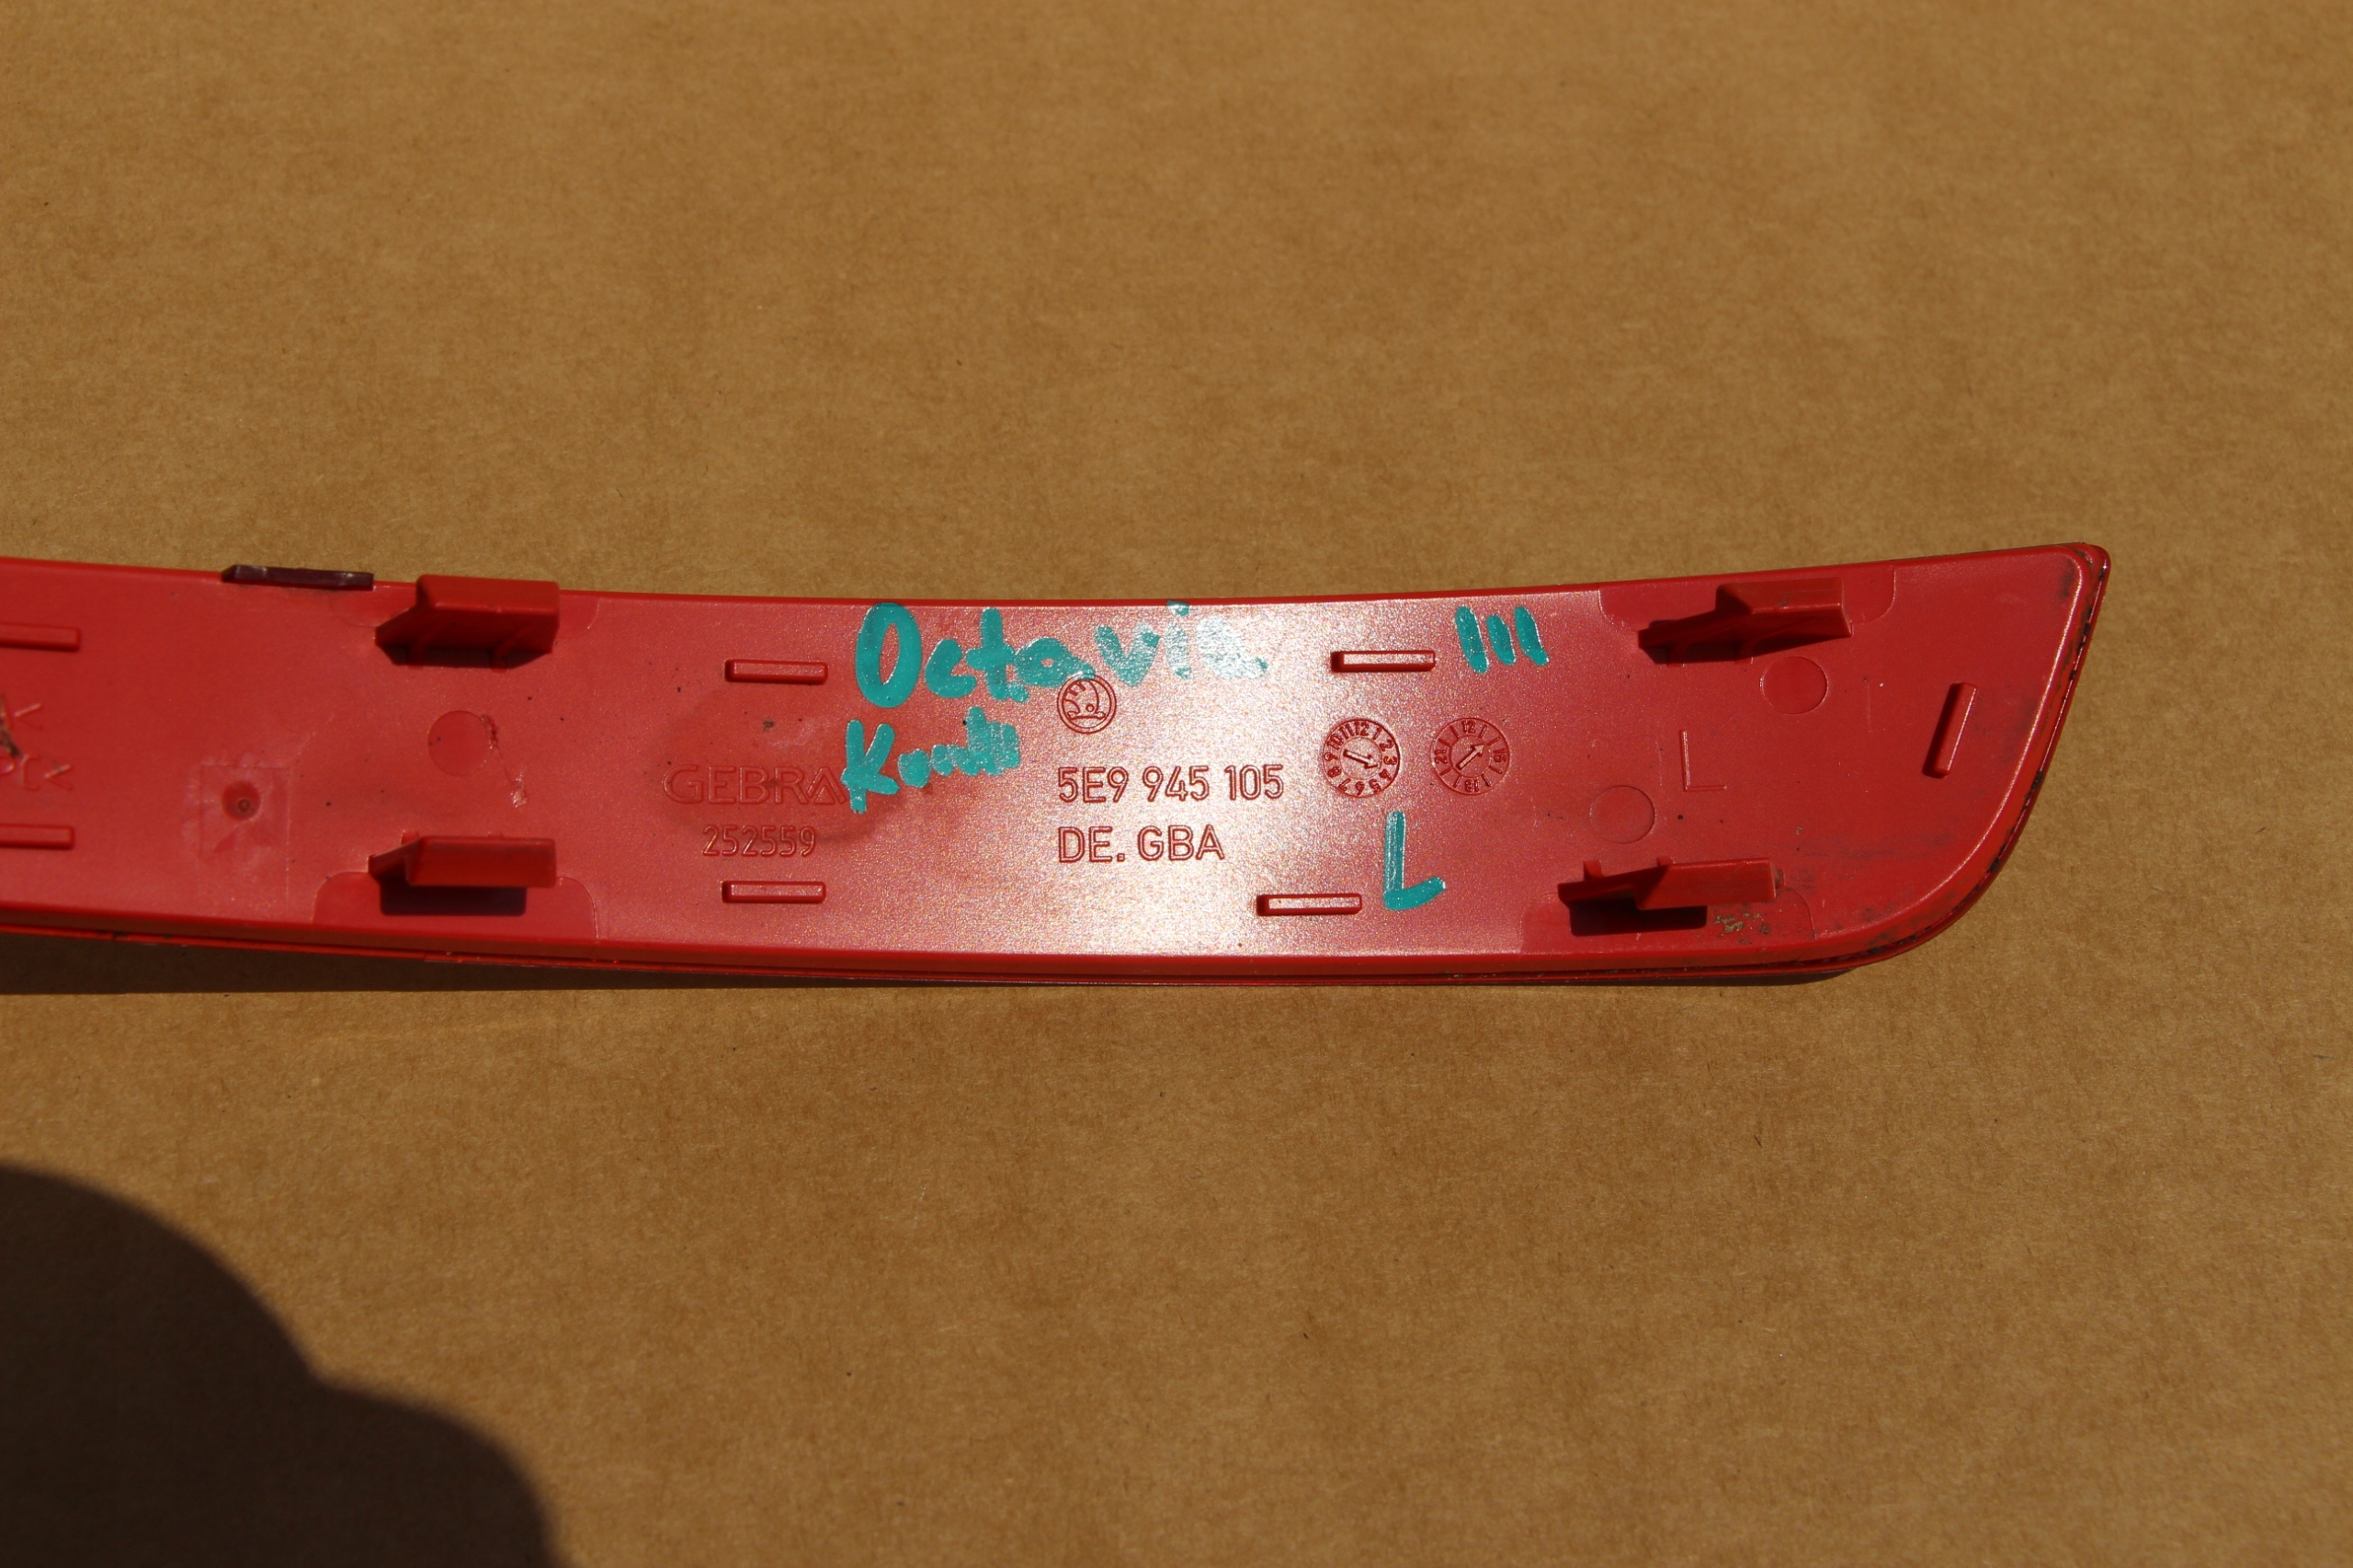 Octavia III
Kombi
GEBRA
252559
5E9 945 105
DE. GBA
L
L